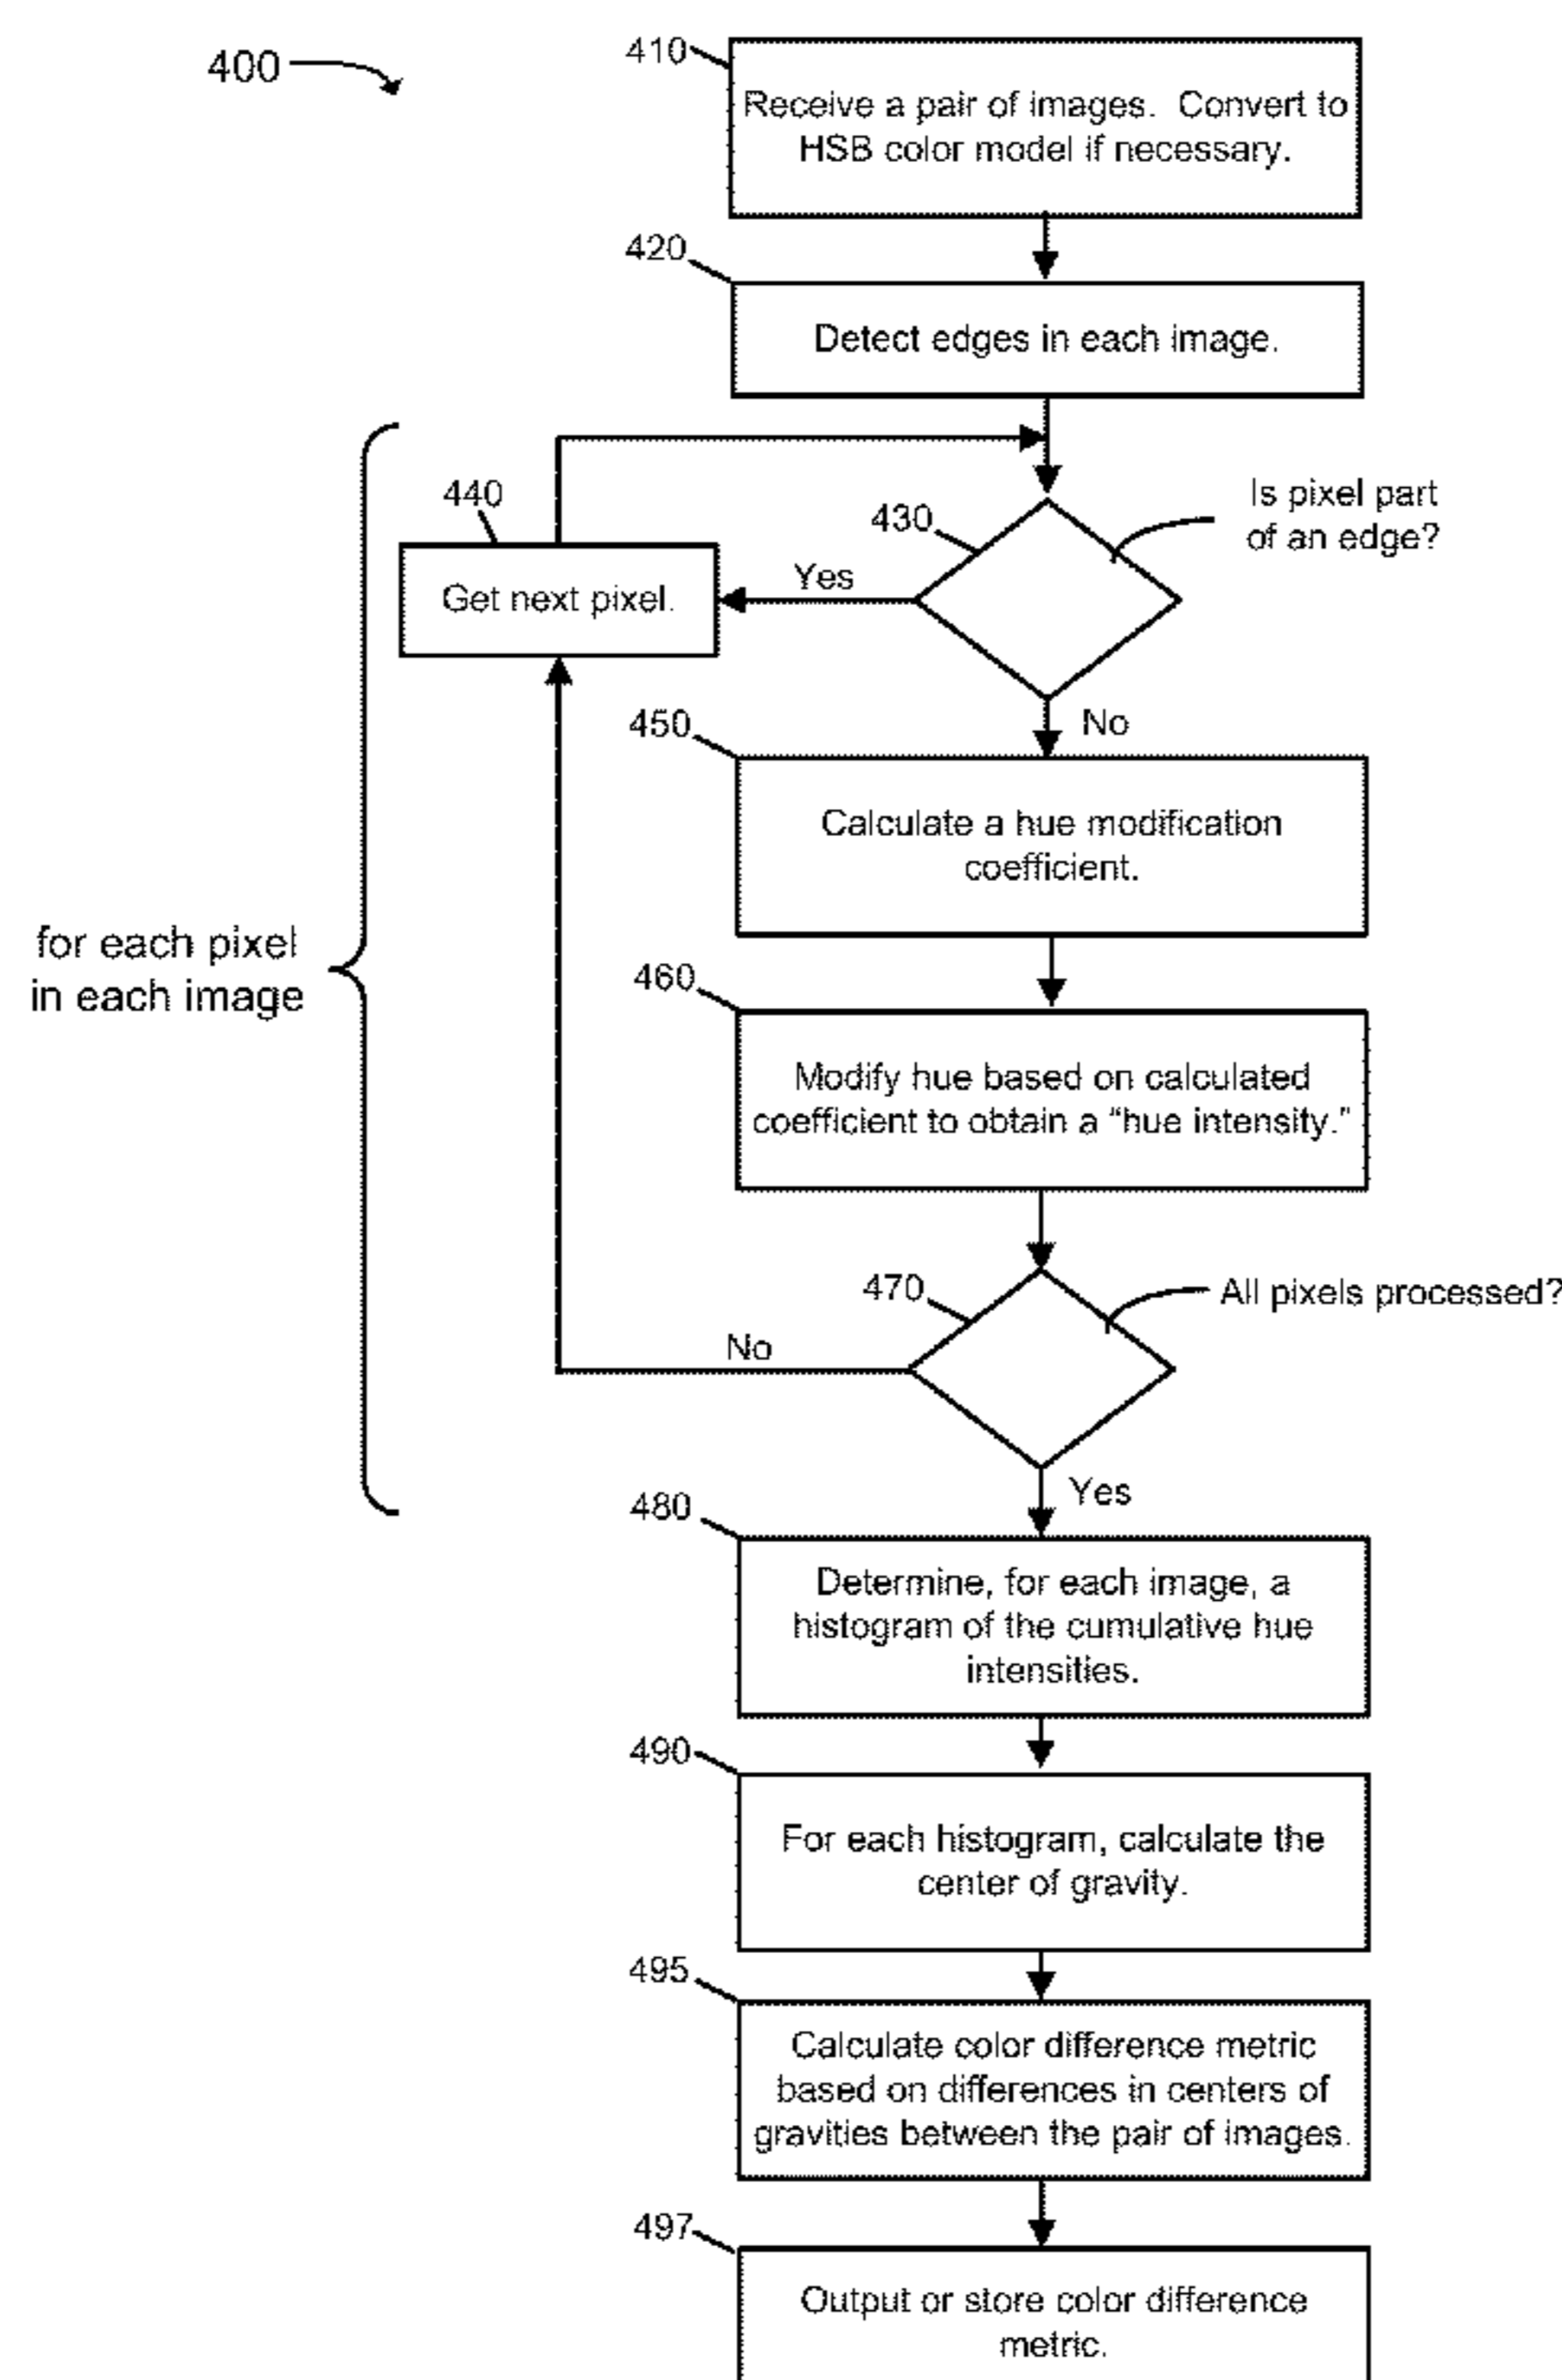 400
410
Receive a pair of images. Convert to
HSB color model if necessary.
420
Detect edges in each image.
440
Get next pixel.
430
Is pixel part
of an edge?
Yes
No
450
Calculate a hue modification
coefficient.
for each pixel
in each image
460
Modify hue based on calculated
coefficient to obtain a “hue intensity.”
470
All pixels processed?
No
Yes
480
Determine, for each image, a
histogram of the cumulative hue
intensities.
490
For each histogram, calculate the
center of gravity.
495
Calculate color difference metric
based on differences in centers of
gravities between the pair of images.
497
Output or store color difference
metric.